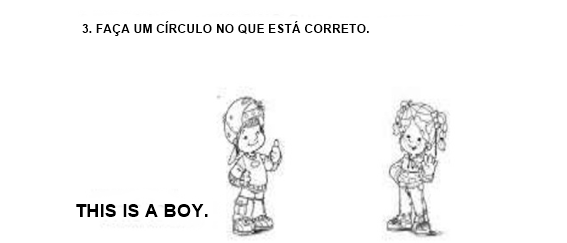 3. FAÇA UM CÍRCULO NO QUE ESTÁ CORRETO.
THIS IS A BOY.